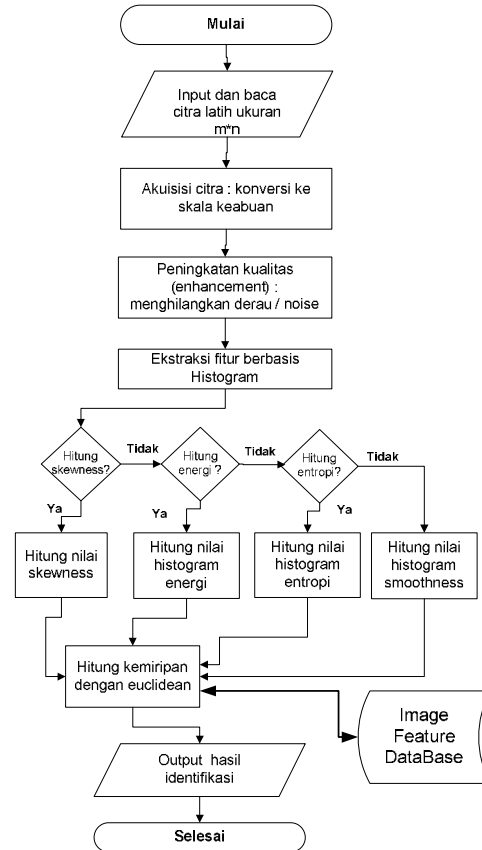 Mulai
Input dan baca
citra latih ukuran
m*n
Akuisisi citra : konversi ke
skala keabuan
Peningkatan kualitas
(enhancement) :
menghilangkan derau / noise
Ekstraksi fitur berbasis
Histogram
Hitung
skewness?
Tidak
Hitung
energi ?
Tidak
Hitung
entropi?
Tidak
Ya
Ya
Ya
Hitung nilai
skewness
Hitung nilai
histogram
energi
Hitung nilai
histogram
entropi
Hitung nilai
histogram
smoothness
Hitung kemiripan
dengan euclidean
Image
Feature
DataBase
Output hasil
identifikasi
Selesai